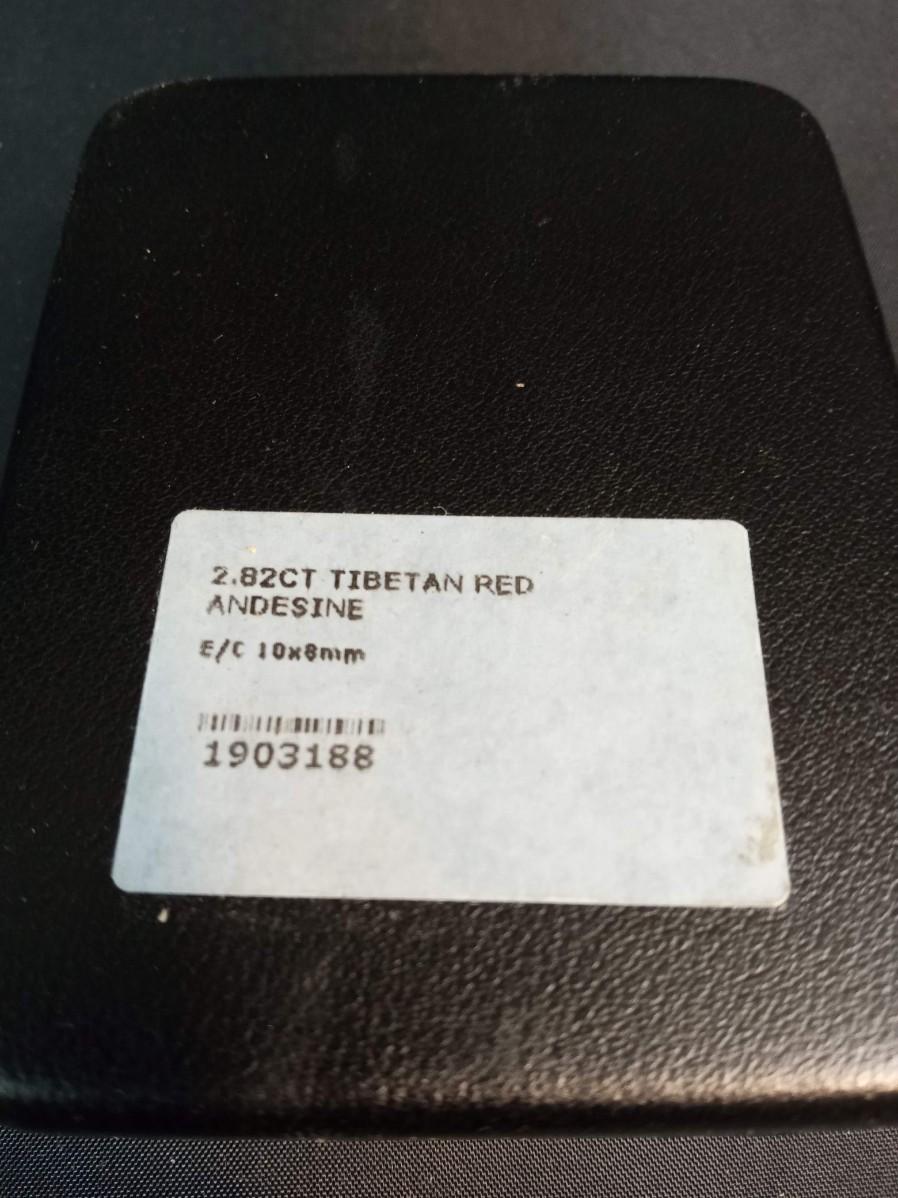 2.82CT TIBETAN RED
ANDESINE
E/C 10x8mm
1903188